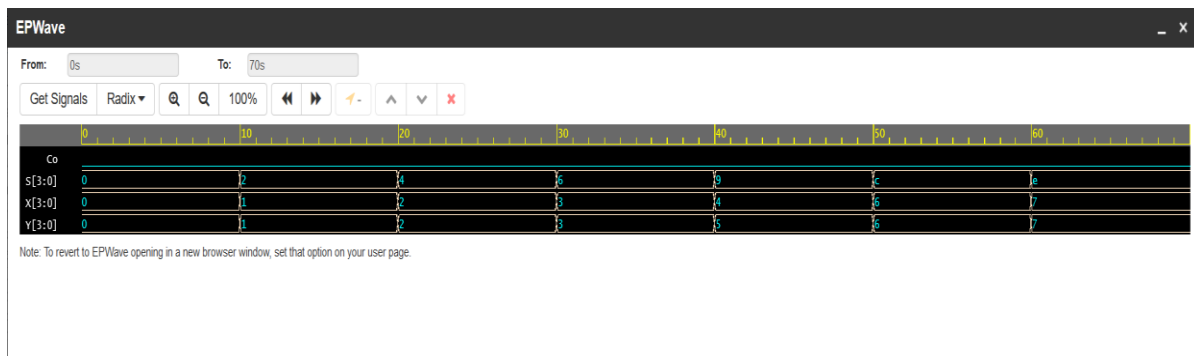 EPWave
From: 0s To: 70s
Get Signals Radix 100% -
0 10 20 30 40 50 60
Co
S[3:0] 0 2 4 6 9 c e
X[3:0] 0 1 2 3 4 6 7
Y[3:0] 0 1 2 3 5 6 7
Note: To revert to EPWave opening in a new browser window, set that option on your user page.